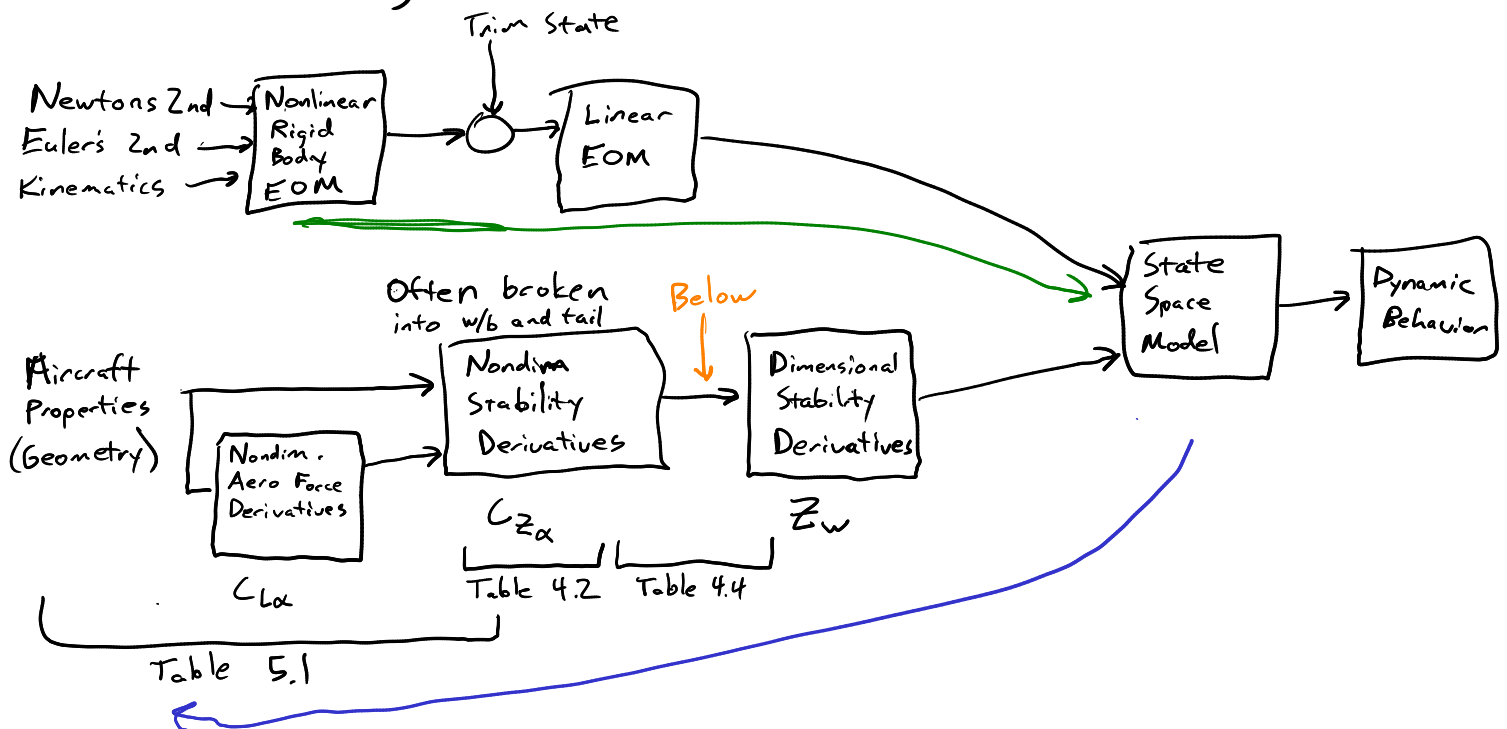 Trim State
Newtons 2nd
Euler's 2nd
Kinematics
Nonlinear
Rigid
Body
EOM
Linear
EOM
Often broken
into w/b and tail
Below
Aircraft
Properties
(Geometry)
Nondim.
Aero Force
Derivatives
C_Lα
Nondim
Stability
Derivatives
C_Zα
Dimensional
Stability
Derivatives
Z_w
State
Space
Model
Dynamic
Behavior
Table 4.2
Table 4.4
Table 5.1